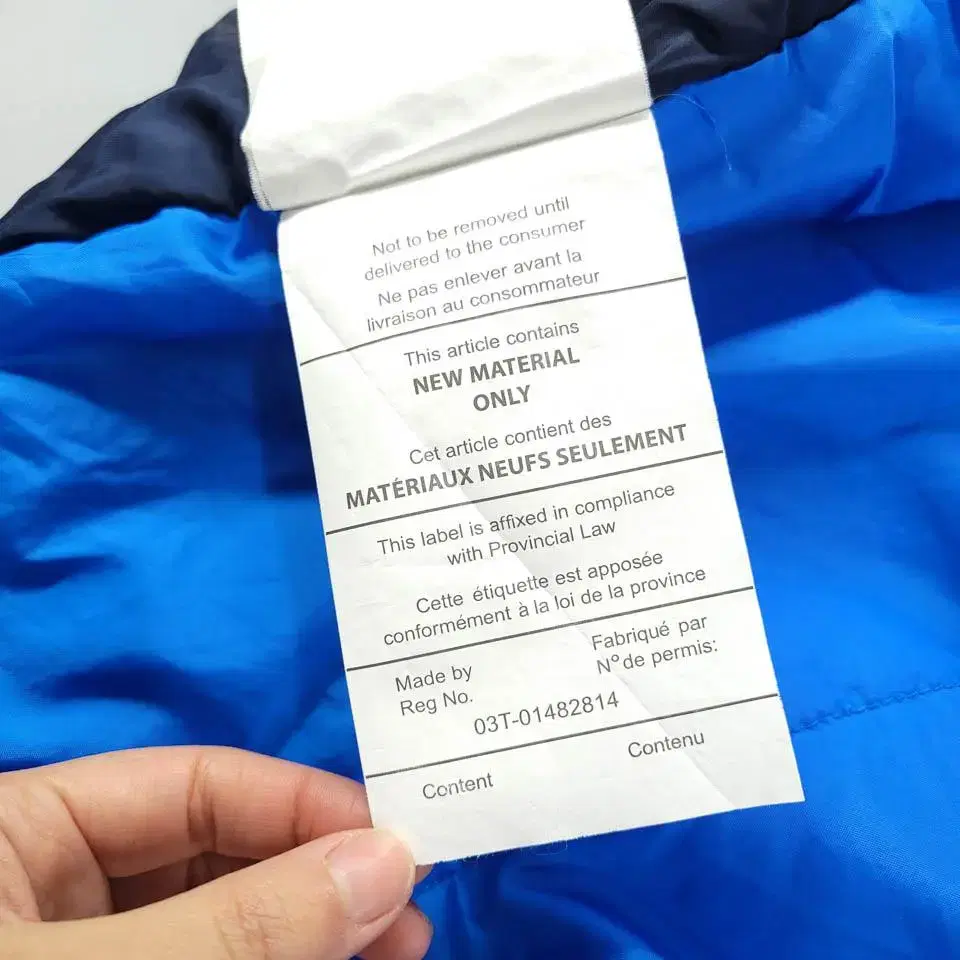 Not to be removed until
delivered to the consumer
Ne pas enlever avant la
livraison au consommateur
This article contains
NEW MATERIAL
ONLY
Cet article contient des
MATÉRIAUX NEUFS SEULEMENT
This label is affixed in compliance
with Provincial Law
Cette étiquette est apposée
conformément à la loi de la province
Made by
Reg No.
Fabriqué par
Nº de permis:
03T-01482814
Content
Contenu